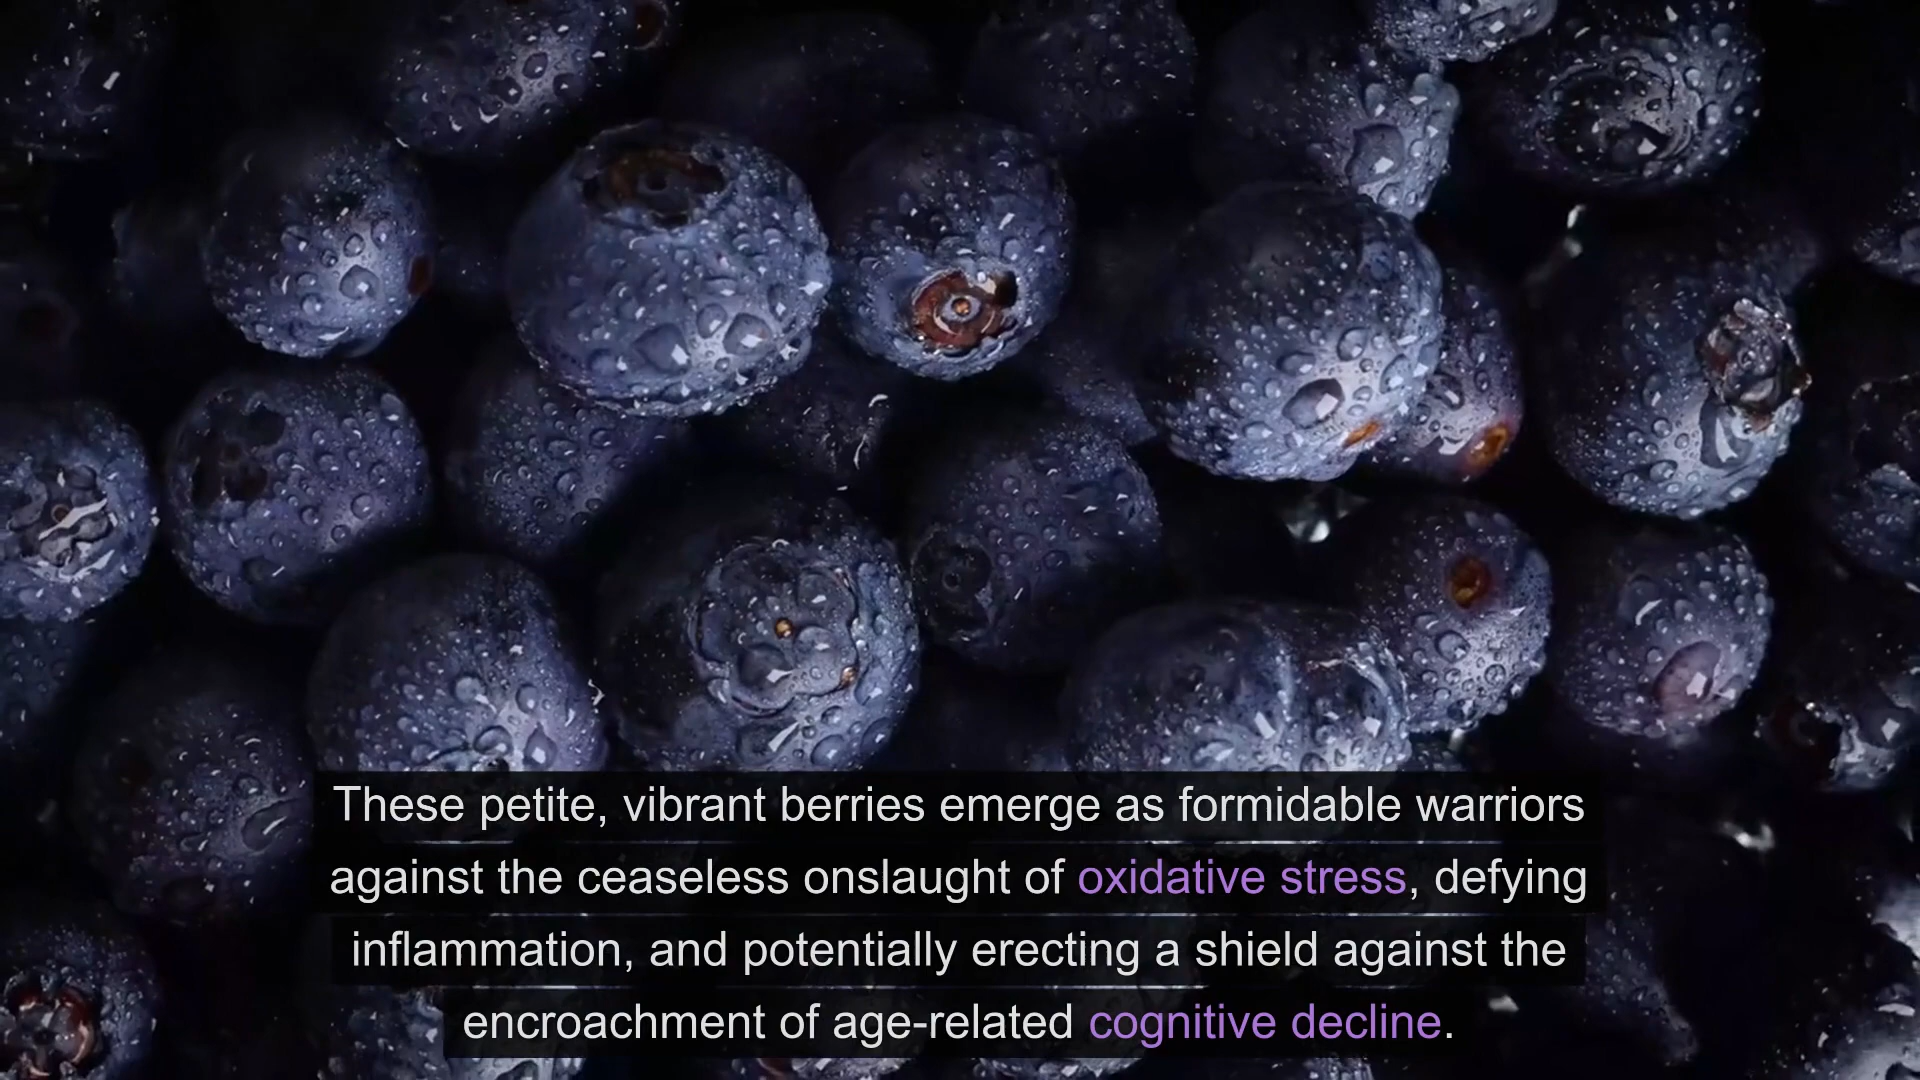 These petite, vibrant berries emerge as formidable warriors
against the ceaseless onslaught of oxidative stress, defying
inflammation, and potentially erecting a shield against the
encroachment of age-related cognitive decline.